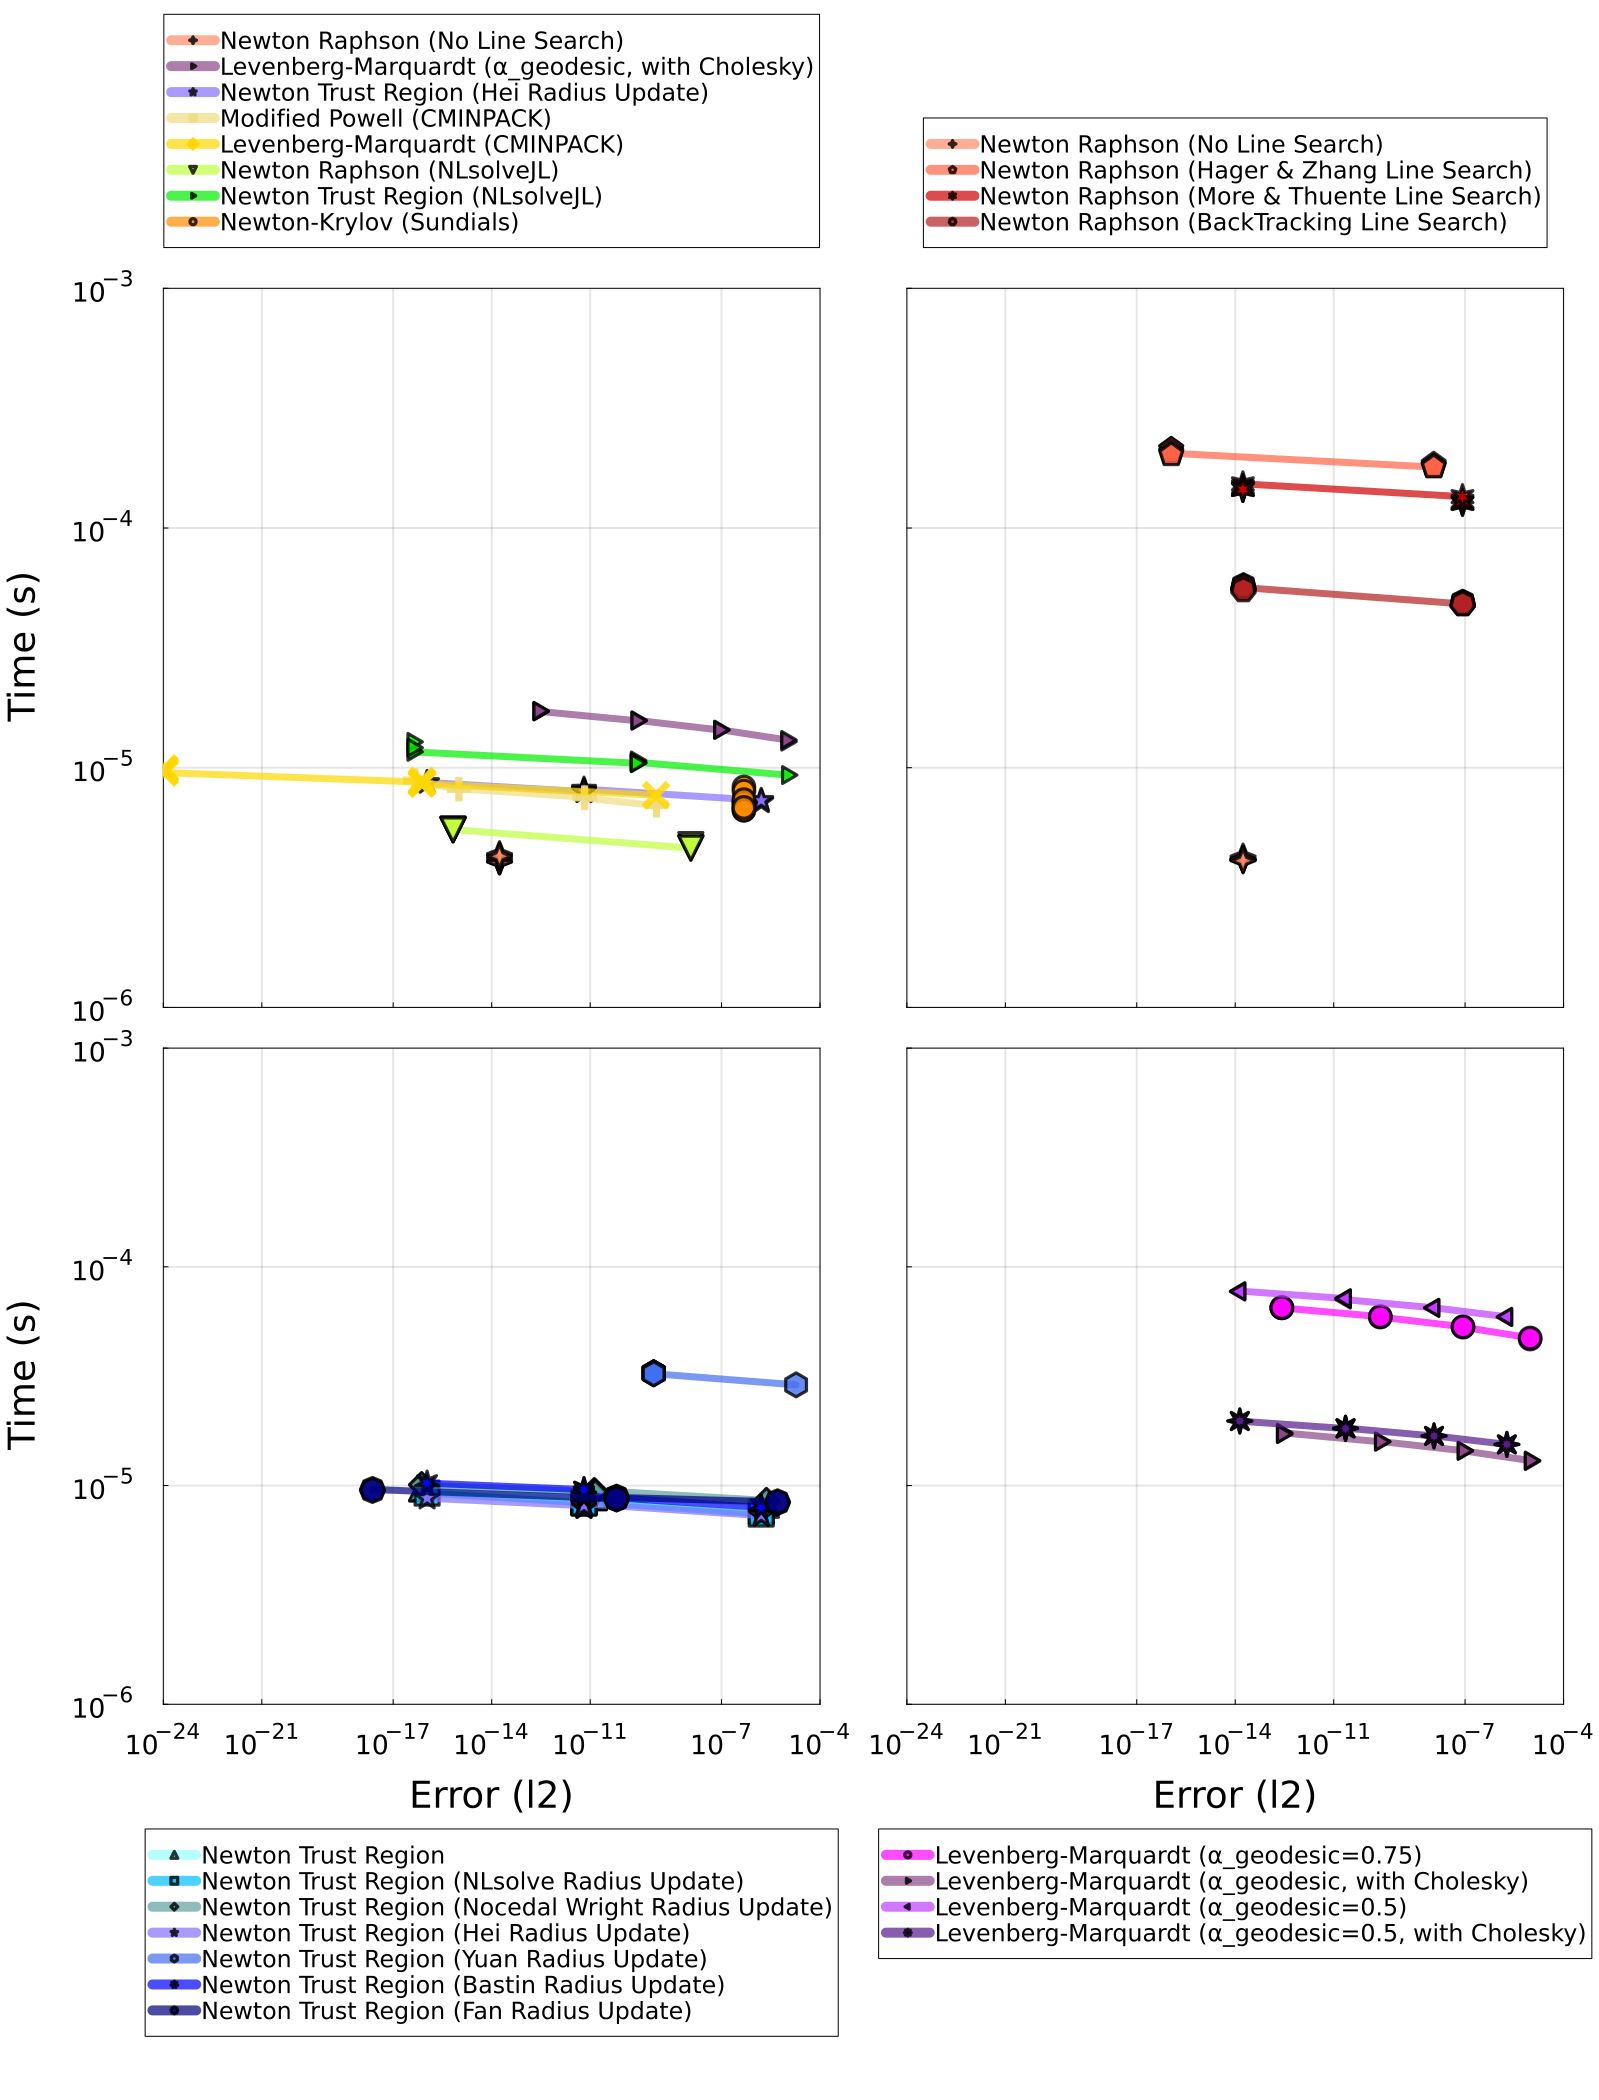 Newton Raphson (No Line Search)
Levenberg-Marquardt (α_geodesic, with Cholesky)
Newton Trust Region (Hei Radius Update)
Modified Powell (CMINPACK)
Levenberg-Marquardt (CMINPACK)
Newton Raphson (NLsolveJL)
Newton Trust Region (NLsolveJL)
Newton-Krylov (Sundials)
Newton Raphson (No Line Search)
Newton Raphson (Hager & Zhang Line Search)
Newton Raphson (More & Thuente Line Search)
Newton Raphson (BackTracking Line Search)
10⁻³
10⁻⁴
10⁻⁵
10⁻⁶
Time (s)
10⁻³
10⁻⁴
10⁻⁵
10⁻⁶
Time (s)
10⁻²⁴ 10⁻²¹ 10⁻¹⁷ 10⁻¹⁴ 10⁻¹¹ 10⁻⁷ 10⁻⁴
Error (l2)
10⁻²⁴ 10⁻²¹ 10⁻¹⁷ 10⁻¹⁴ 10⁻¹¹ 10⁻⁷ 10⁻⁴
Error (l2)
Newton Trust Region
Newton Trust Region (NLsolve Radius Update)
Newton Trust Region (Nocedal Wright Radius Update)
Newton Trust Region (Hei Radius Update)
Newton Trust Region (Yuan Radius Update)
Newton Trust Region (Bastin Radius Update)
Newton Trust Region (Fan Radius Update)
Levenberg-Marquardt (α_geodesic=0.75)
Levenberg-Marquardt (α_geodesic, with Cholesky)
Levenberg-Marquardt (α_geodesic=0.5)
Levenberg-Marquardt (α_geodesic=0.5, with Cholesky)